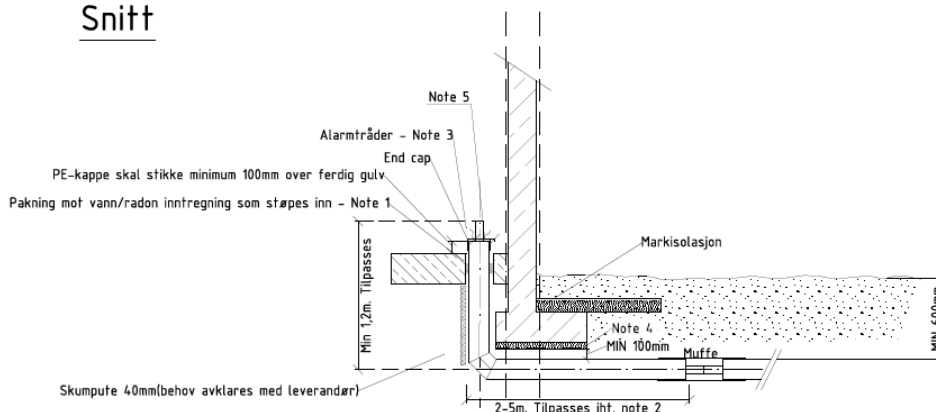 Snitt
Note 5
Alarmtråder - Note 3
End cap
PE-kappe skal stikke minimum 100mm over ferdig gulv
Pakning mot vann/radon inntregning som støpes inn - Note 1
Min 1,2m. Tilpasses
Markisolasjon
Note 4
MIN 100mm
MIN 600mm
Muffe
Skumpute 40mm(behov avklares med leverandør)
2-5m. Tilpasses iht. note 2